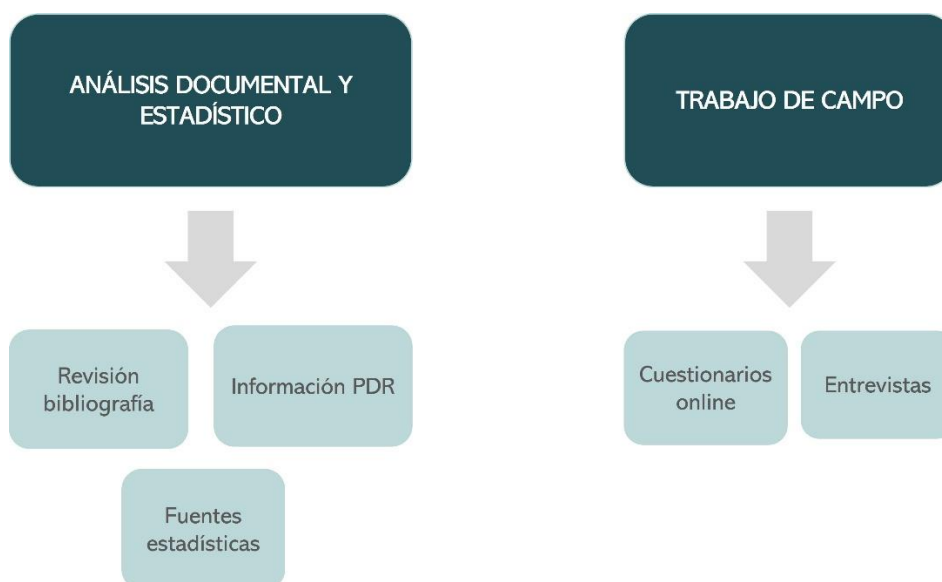 ANÁLISIS DOCUMENTAL Y
ESTADÍSTICO
TRABAJO DE CAMPO
Revisión
bibliografía
Información PDR
Fuentes
estadísticas
Cuestionarios
online
Entrevistas